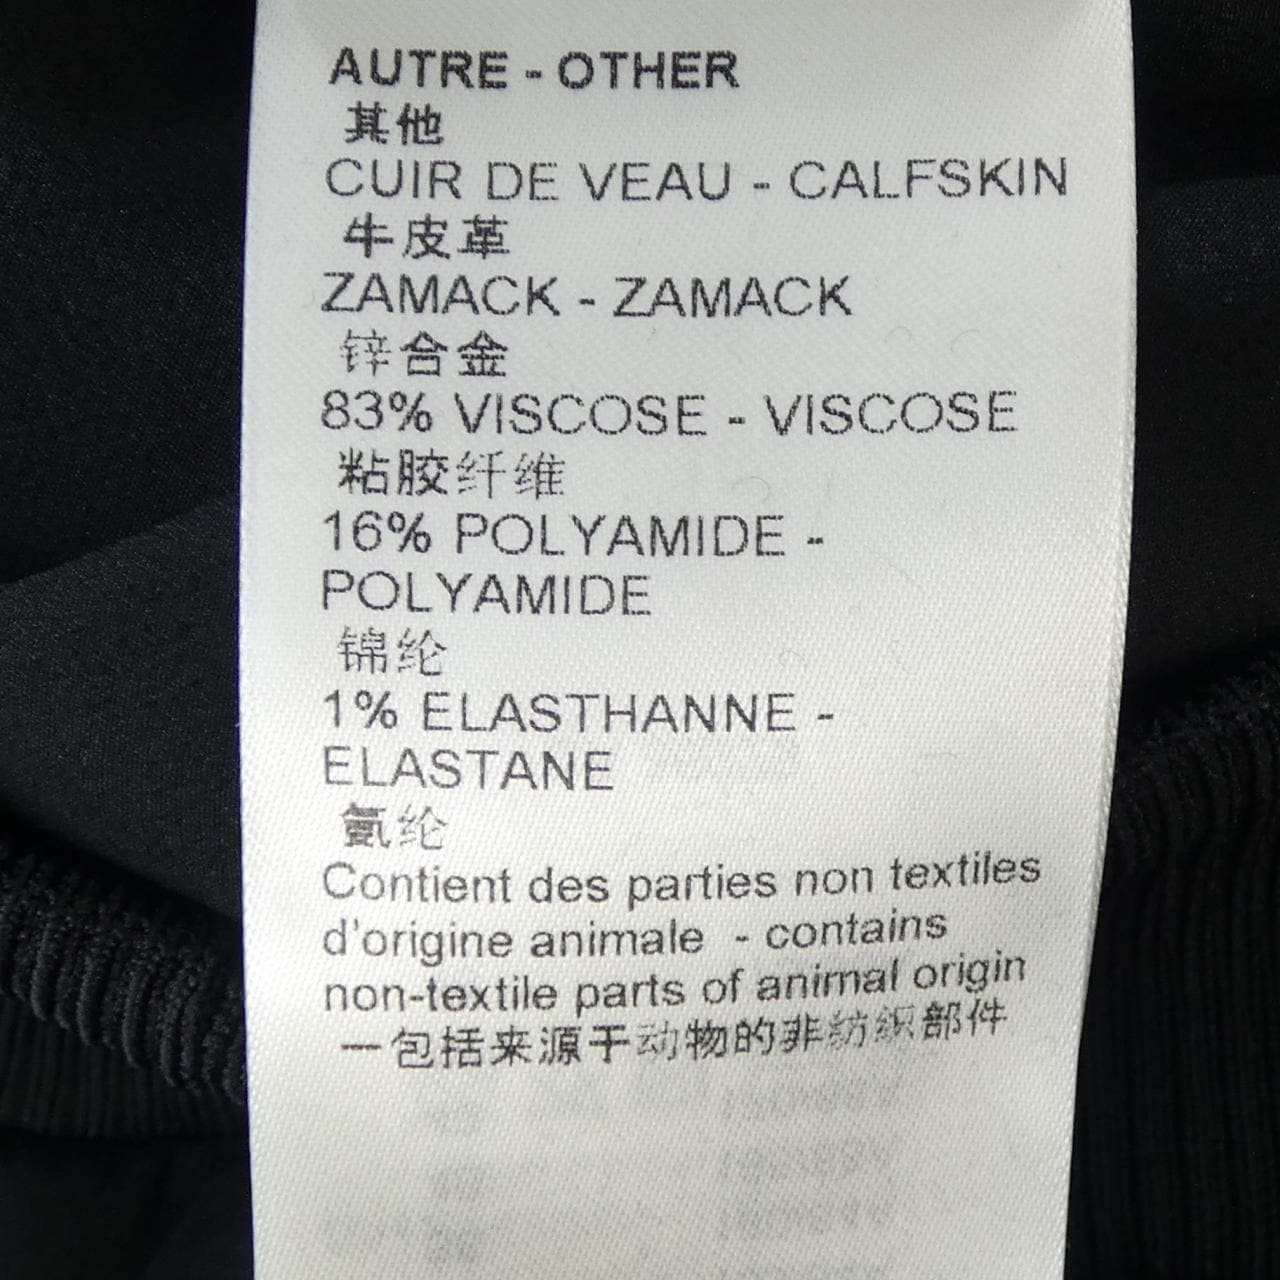 AUTRE - OTHER
其他
CUIR DE VEAU - CALFSKIN
牛皮革
ZAMACK - ZAMACK
锌合金
83% VISCOSE - VISCOSE
粘胶纤维
16% POLYAMIDE -
POLYAMIDE
锦纶
1% ELASTHANNE -
ELASTANE
氨纶
Contient des parties non textiles
d'origine animale - contains
non-textile parts of animal origin
一包括来源于动物的非纺织部件